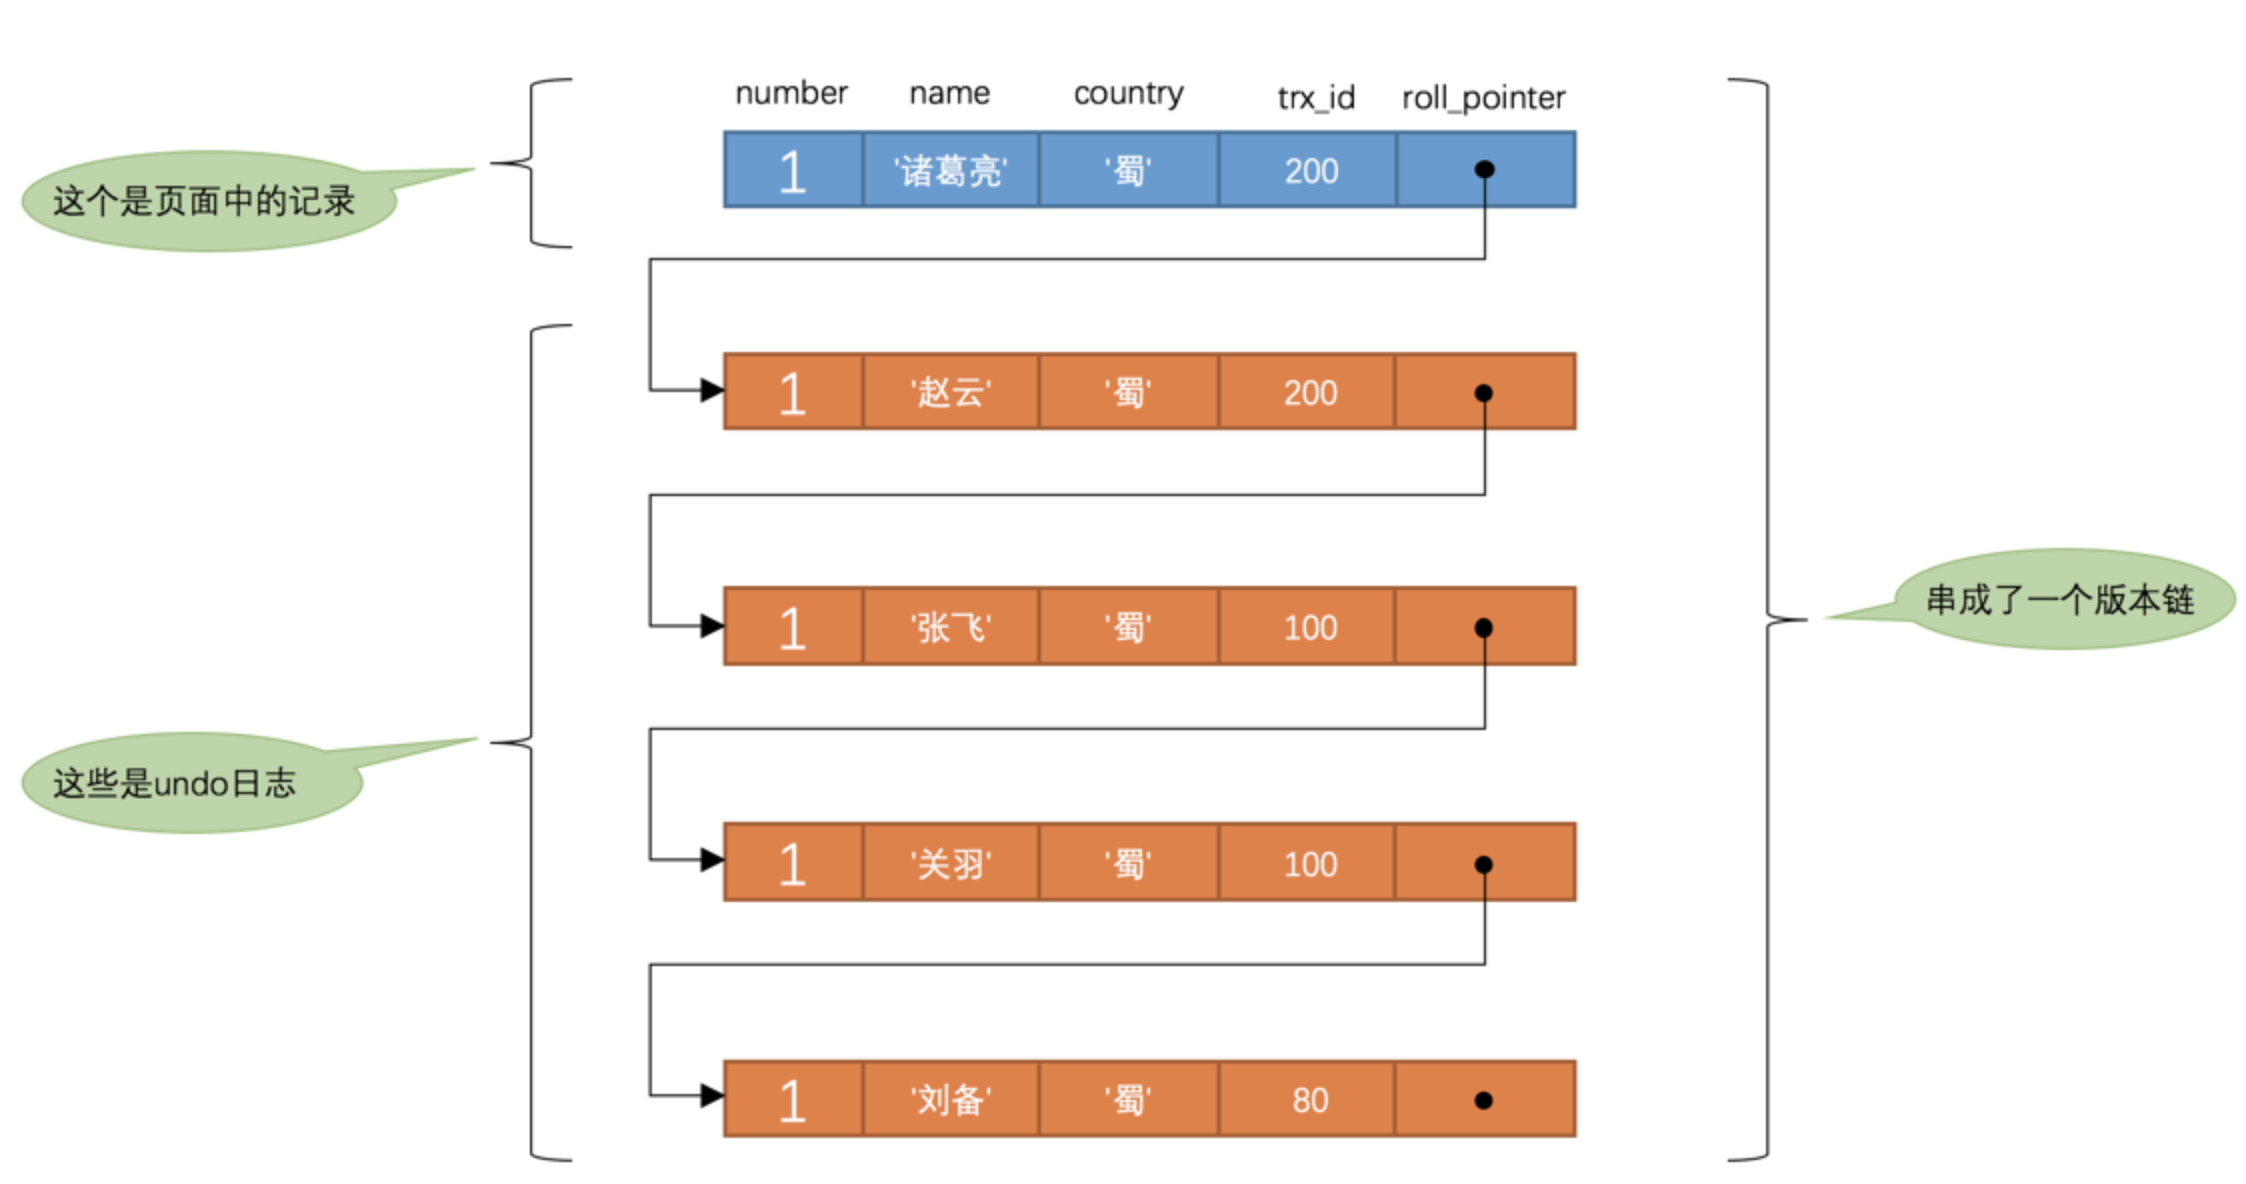 number name country trx_id roll_pointer
1 '诸葛亮' '蜀' 200
这个是页面中的记录
1 '赵云' '蜀' 200
1 '张飞' '蜀' 100
串成了一个版本链
这些是undo日志
1 '关羽' '蜀' 100
1 '刘备' '蜀' 80